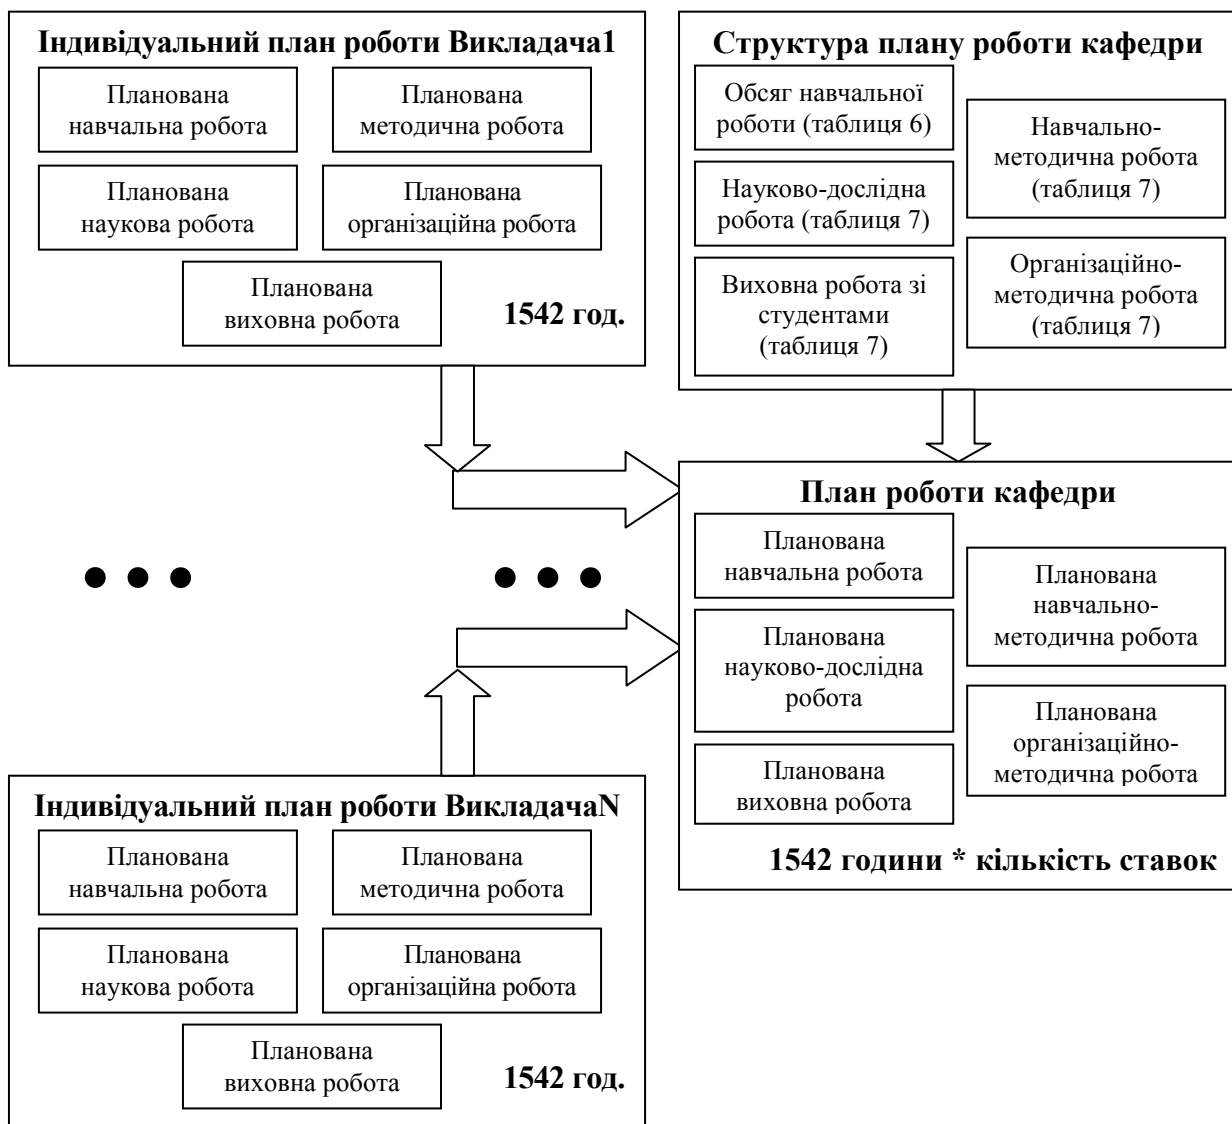 Індивідуальний план роботи Викладача1
Планована
навчальна робота
Планована
методична робота
Планована
наукова робота
Планована
організаційна робота
Планована
виховна робота
1542 год.
Структура плану роботи кафедри
Обсяг навчальної
роботи (таблиця 6)
Навчально-
методична робота
(таблиця 7)
Науково-дослідна
робота (таблиця 7)
Організаційно-
методична робота
(таблиця 7)
Виховна робота зі
студентами
(таблиця 7)
План роботи кафедри
Планована
навчальна робота
Планована
навчально-
методична робота
Планована
науково-дослідна
робота
Планована
організаційно-
методична робота
Планована
виховна робота
1542 години * кількість ставок
Індивідуальний план роботи ВикладачаN
Планована
навчальна робота
Планована
методична робота
Планована
наукова робота
Планована
організаційна робота
Планована
виховна робота
1542 год.